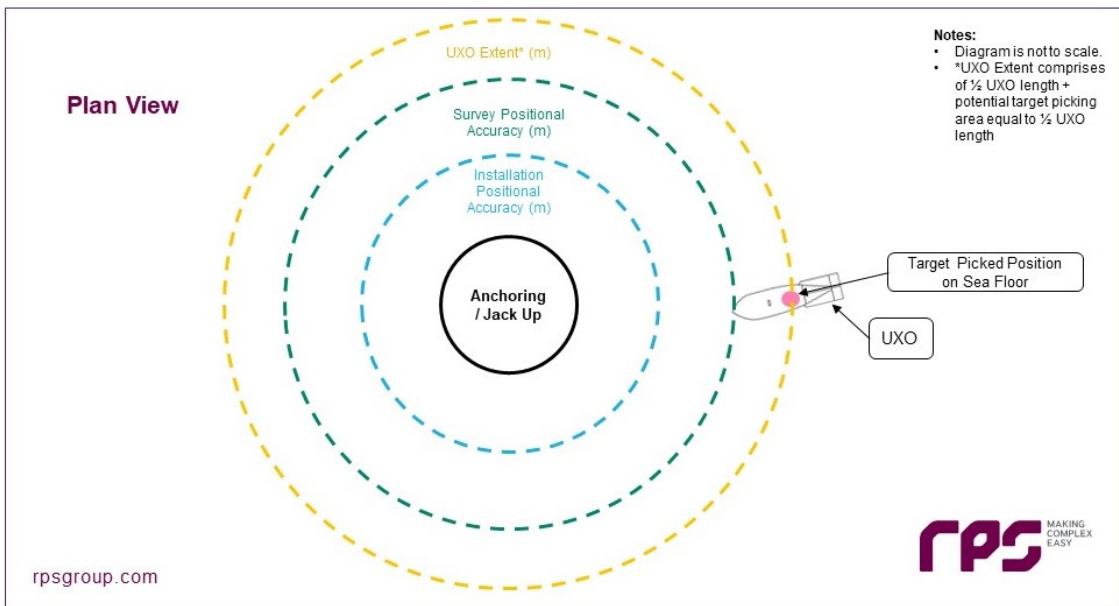 Plan View
UXO Extent* (m)
Survey Positional
Accuracy (m)
Installation
Positional
Accuracy (m)
Anchoring
/ Jack Up
Notes:
• Diagram is not to scale.
• *UXO Extent comprises
of ½ UXO length +
potential target picking
area equal to ½ UXO
length
Target Picked Position
on Sea Floor
UXO
rpsgroup.com
rps
MAKING
COMPLEX
EASY